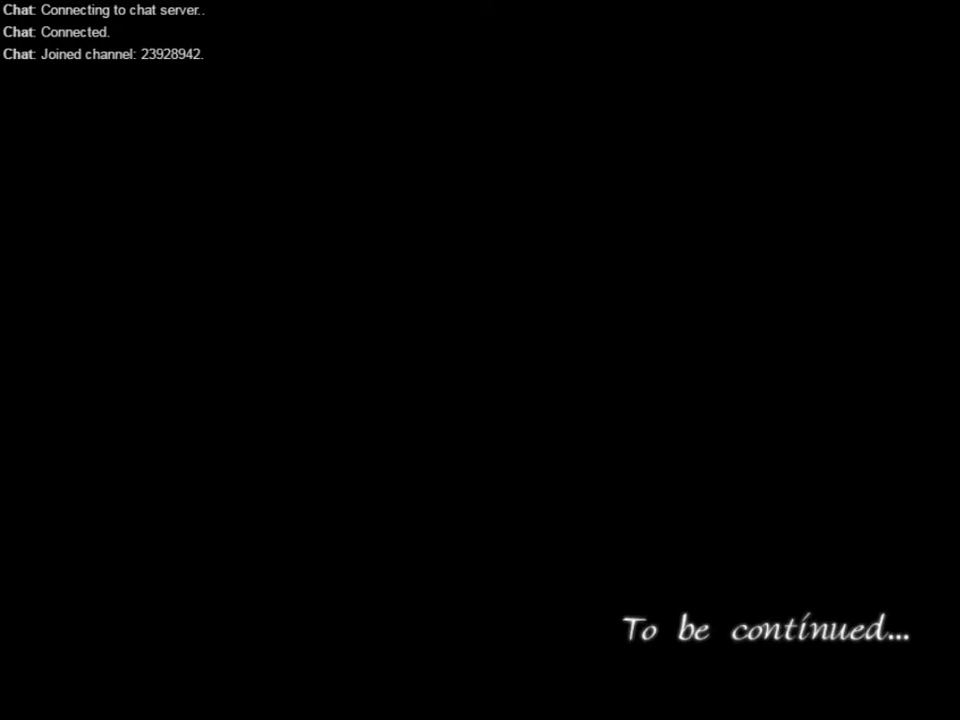 Chat: Connecting to chat server..
Chat: Connected.
Chat: Joined channel: 23928942.
To be continued...